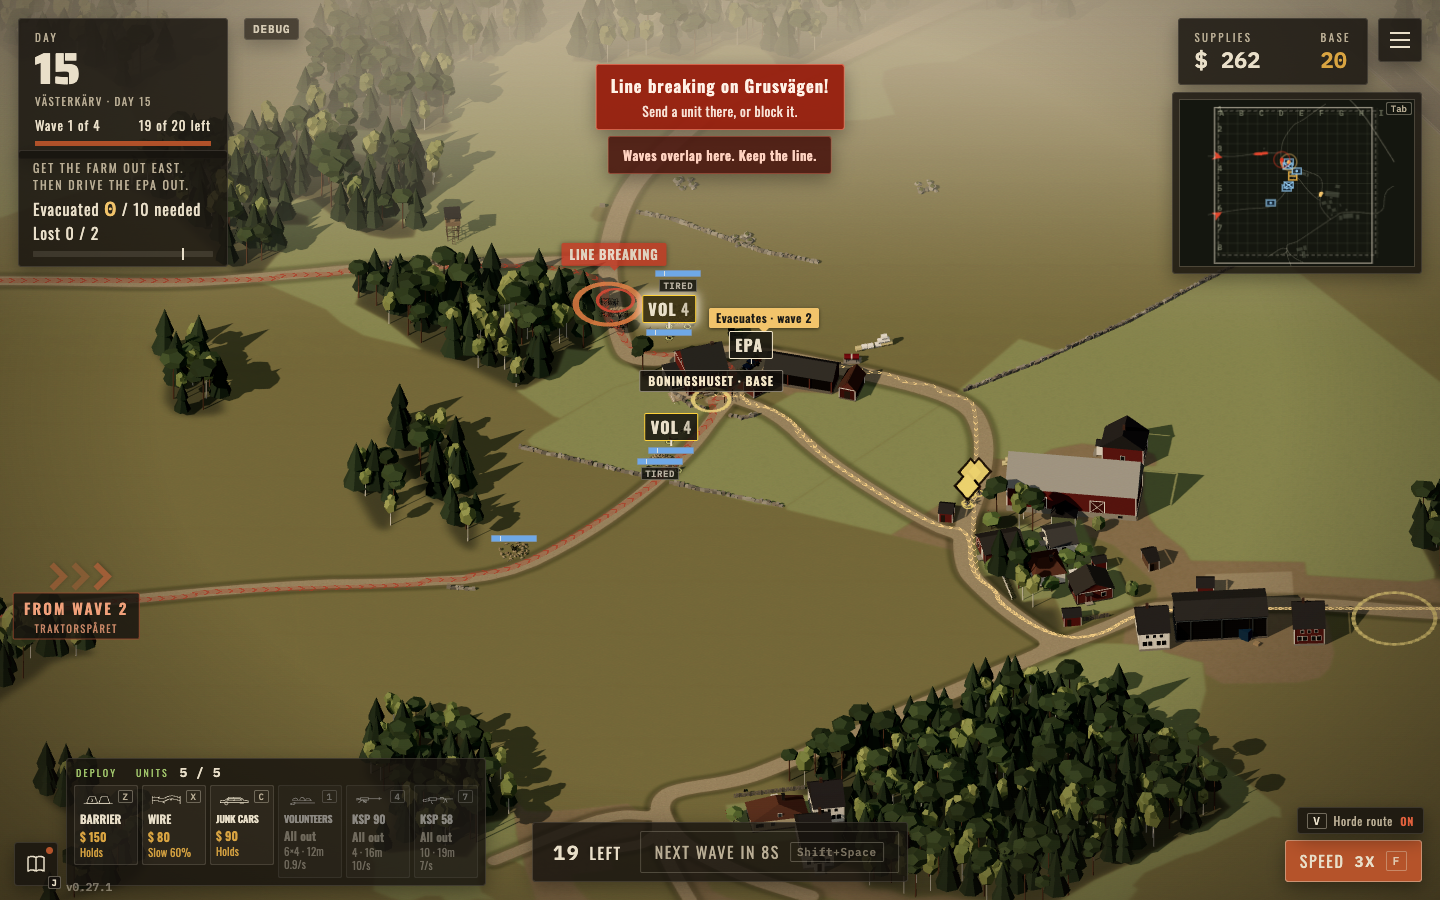 DAY
15
VÄSTERKÄRV · DAY 15
Wave 1 of 4 19 of 20 left
GET THE FARM OUT EAST.
THEN DRIVE THE EPA OUT.
Evacuated 0 / 10 needed
Lost 0 / 2
DEBUG
Line breaking on Grusvägen!
Send a unit there, or block it.
Waves overlap here. Keep the line.
SUPPLIES BASE
$ 262 20
Tab
LINE BREAKING
TIRED
VOL 4
Evacuates · wave 2
EPA
BONINGSHUSET · BASE
VOL 4
TIRED
FROM WAVE 2
TRAKTORSPÅRET
DEPLOY UNITS 5 / 5
Z
BARRIER
$ 150
Holds
X
WIRE
$ 80
Slow 60%
C
JUNK CARS
$ 90
Holds
1
VOLUNTEERS
All out
6×4 · 12m
0.9/s
4
KSP 90
All out
4 · 16m
10/s
7
KSP 58
All out
10 · 19m
7/s
J
v0.27.1
19 LEFT NEXT WAVE IN 8S Shift+Space
V Horde route ON
SPEED 3X F